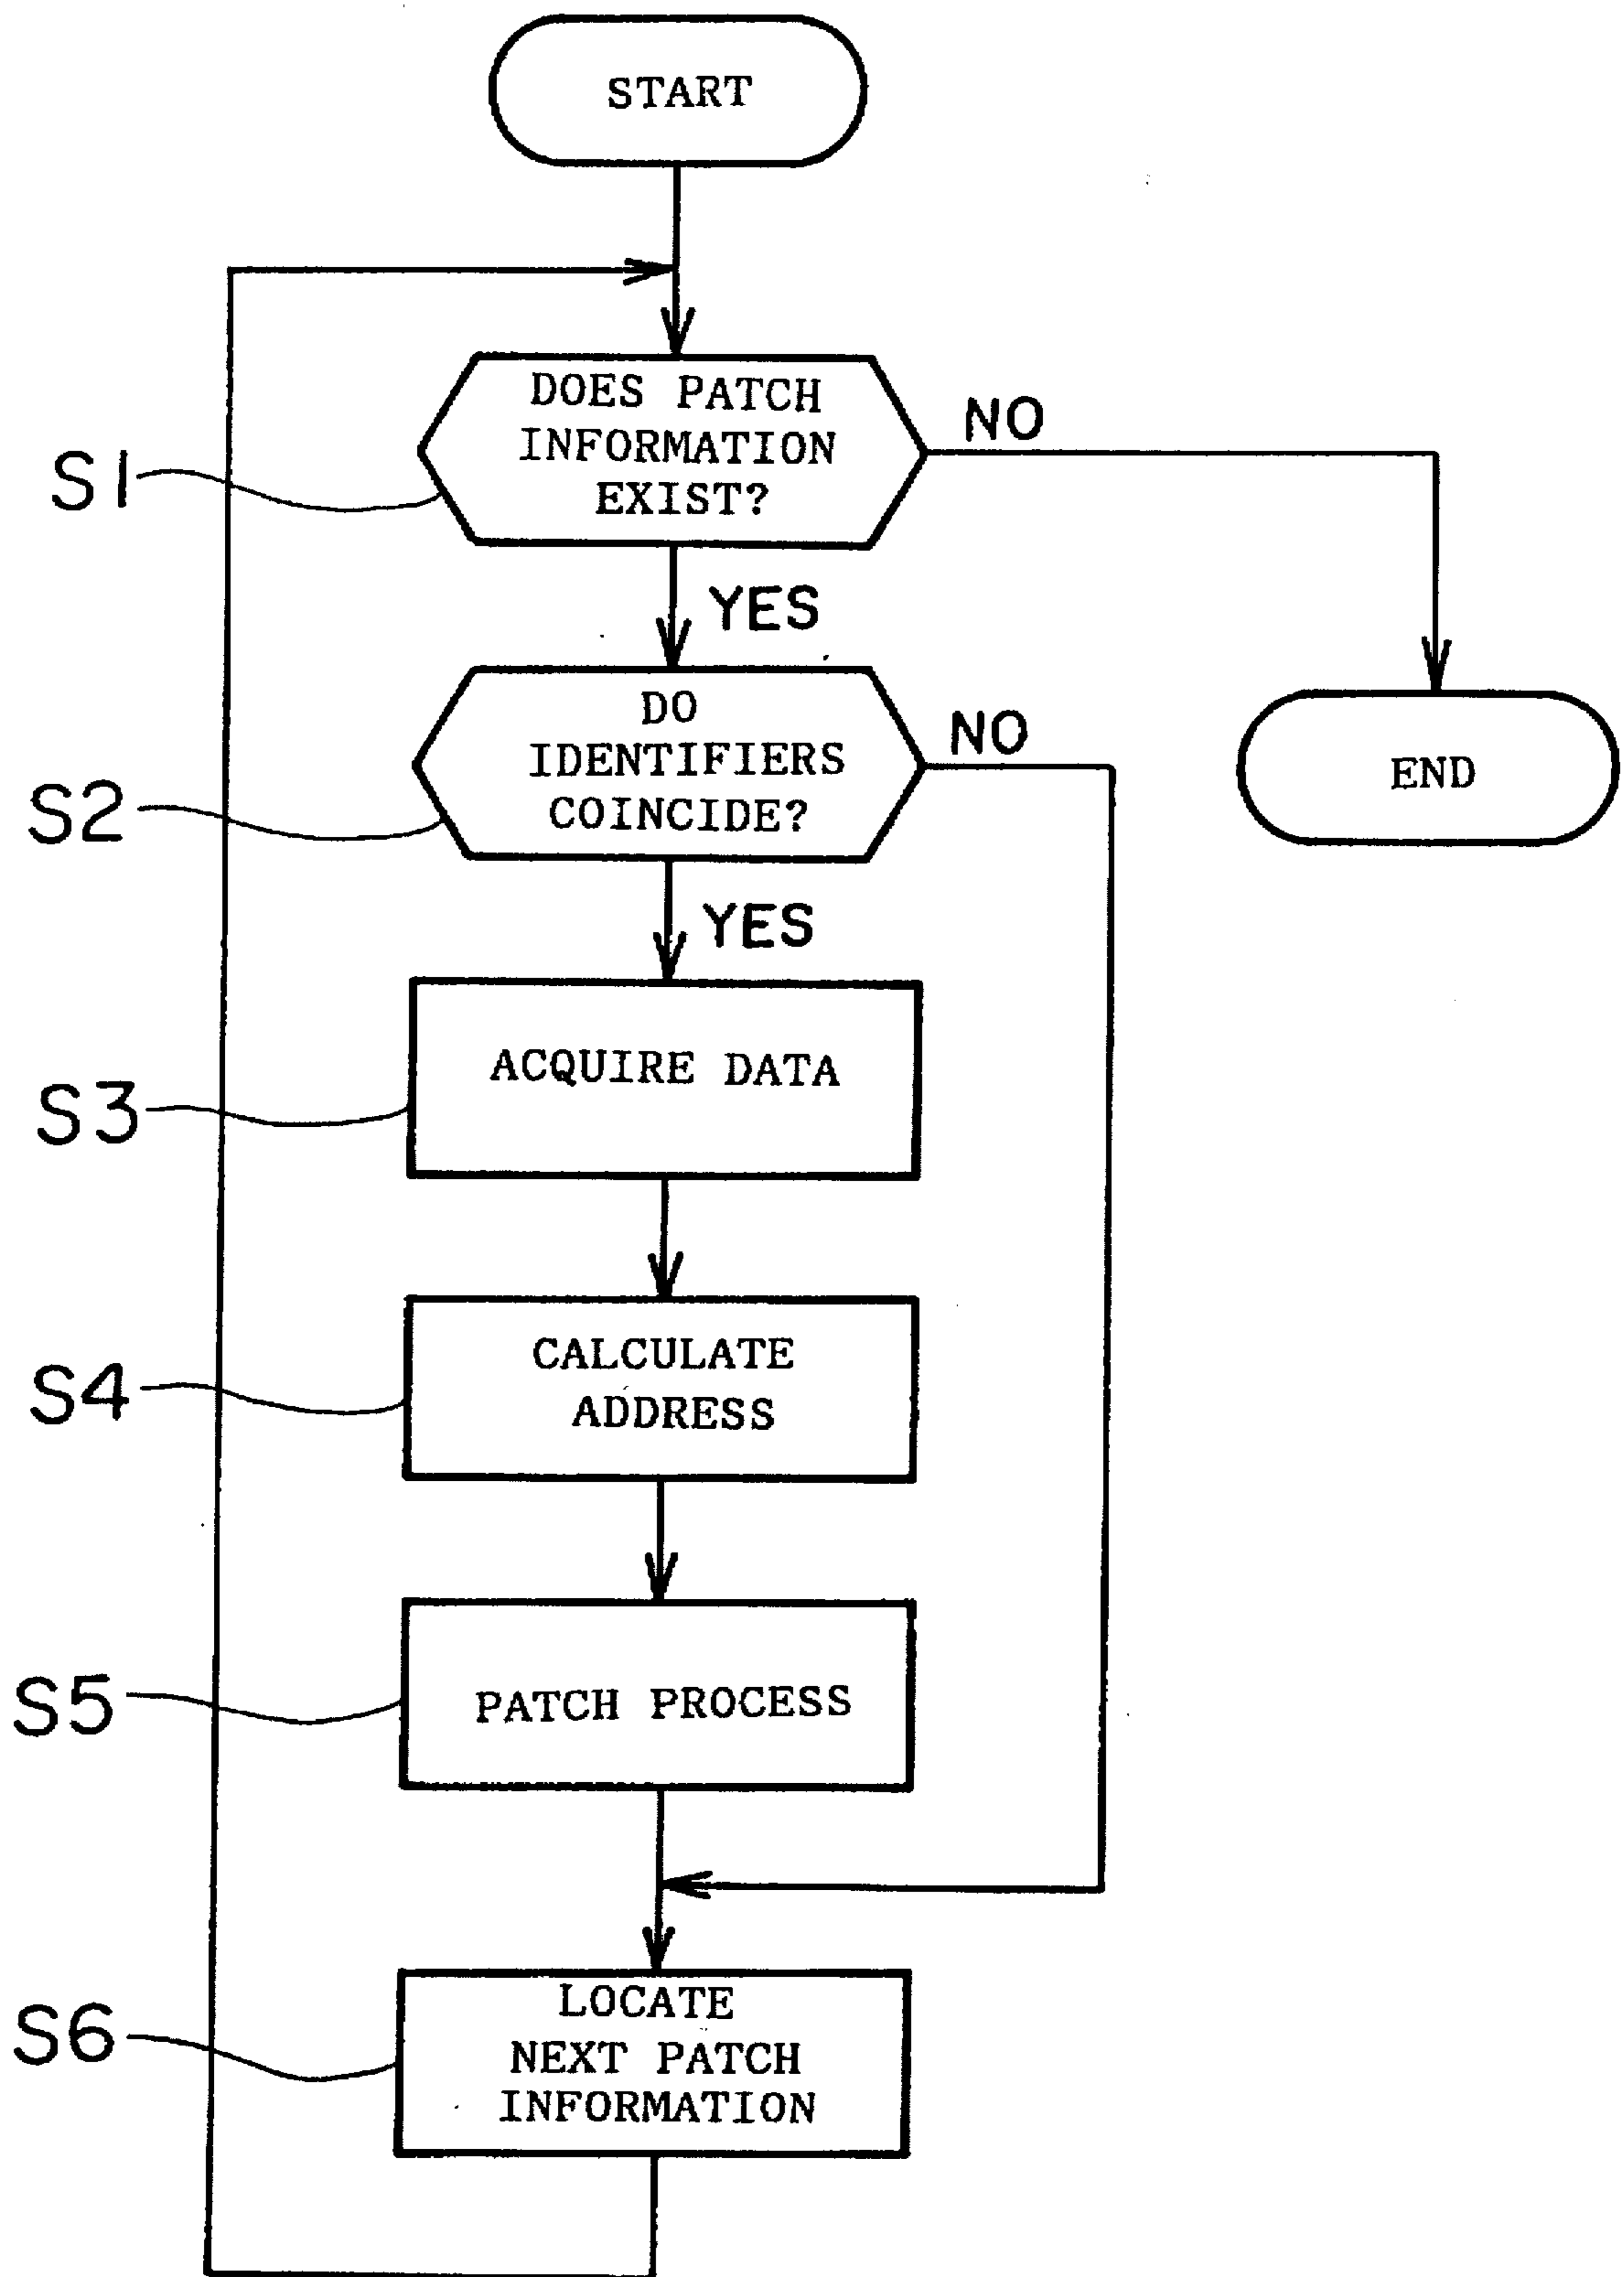 START
DOES PATCH
INFORMATION
EXIST?
NO
S1
YES
DO
IDENTIFIERS
COINCIDE?
NO
END
S2
YES
ACQUIRE DATA
S3
CALCULATE
ADDRESS
S4
PATCH PROCESS
S5
LOCATE
NEXT PATCH
INFORMATION
S6